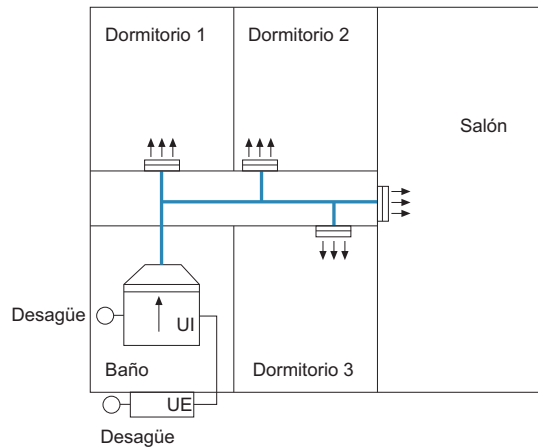 Dormitorio 1
Dormitorio 2
Salón
Desagüe
UI
Baño
Dormitorio 3
UE
Desagüe